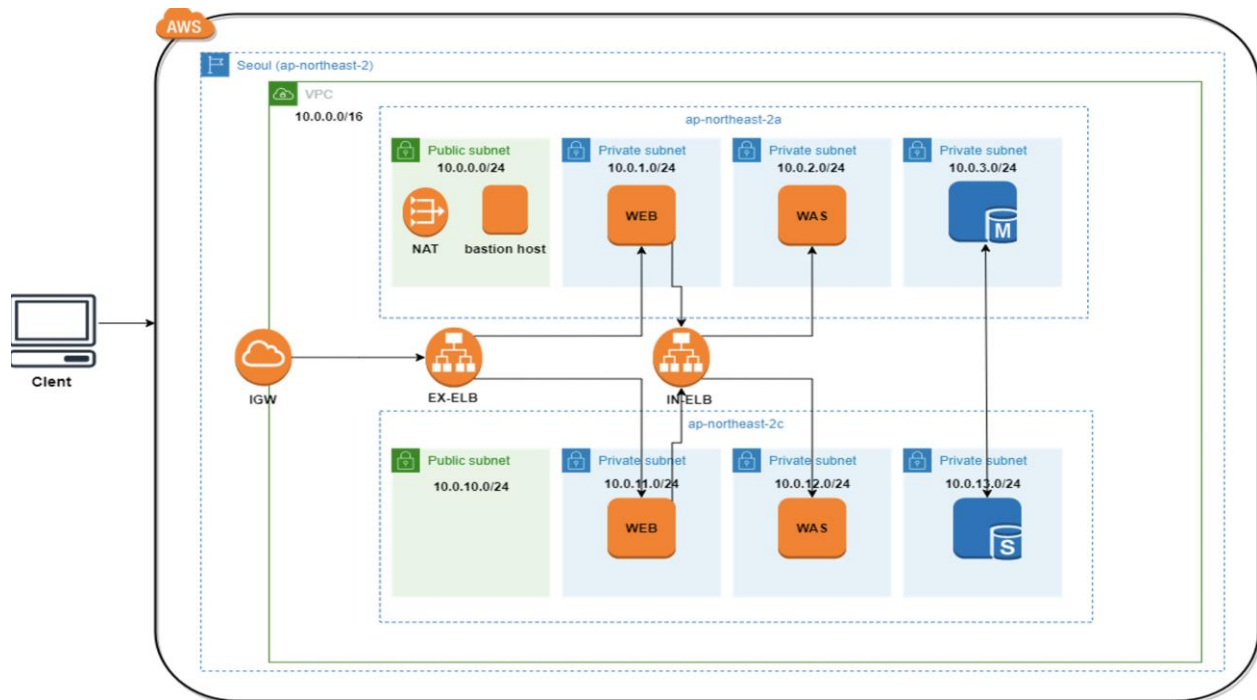 AWS
Seoul (ap-northeast-2)
VPC
10.0.0.0/16
ap-northeast-2a
Public subnet
10.0.0.0/24
NAT
bastion host
Private subnet
10.0.1.0/24
WEB
Private subnet
10.0.2.0/24
WAS
Private subnet
10.0.3.0/24
M
Clent
IGW
EX-ELB
IN-ELB
ap-northeast-2c
Public subnet
10.0.10.0/24
Private subnet
10.0.11.0/24
WEB
Private subnet
10.0.12.0/24
WAS
Private subnet
10.0.13.0/24
S